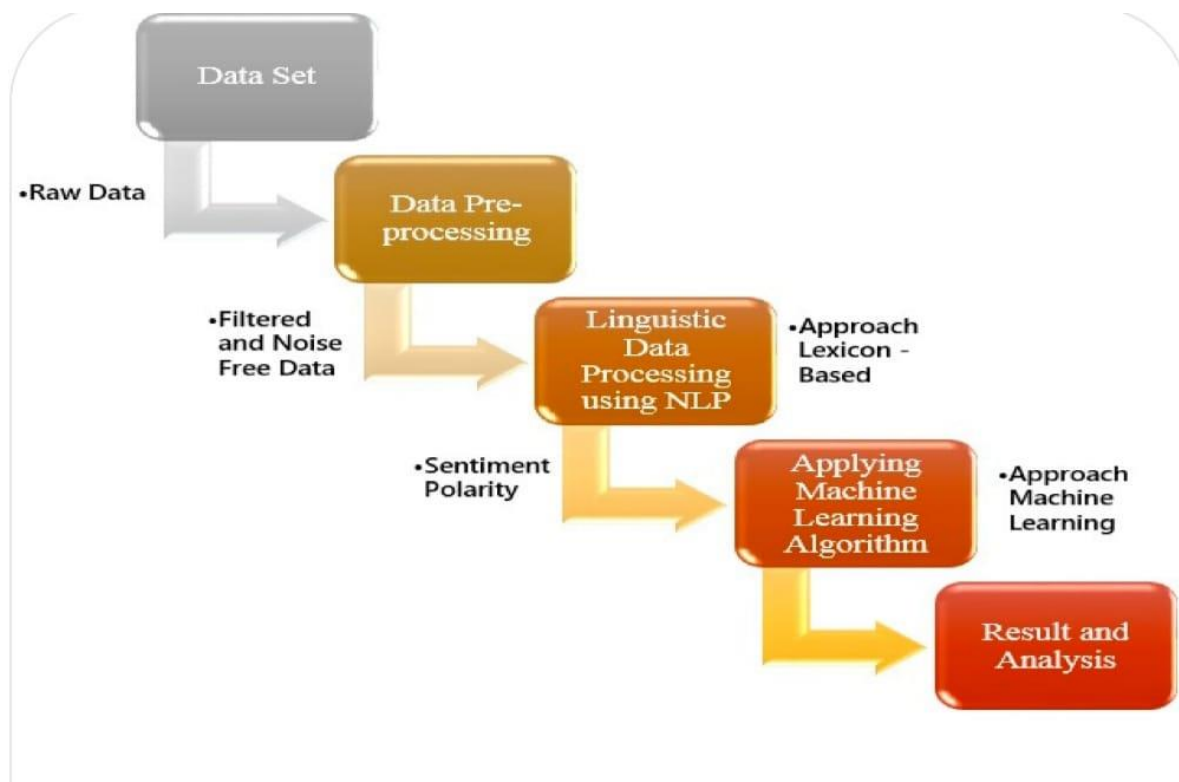 Data Set
•Raw Data
Data Pre-
processing
•Filtered
and Noise
Free Data
Linguistic
Data
Processing
using NLP
•Approach
Lexicon -
Based
•Sentiment
Polarity
Applying
Machine
Learning
Algorithm
•Approach
Machine
Learning
Result and
Analysis